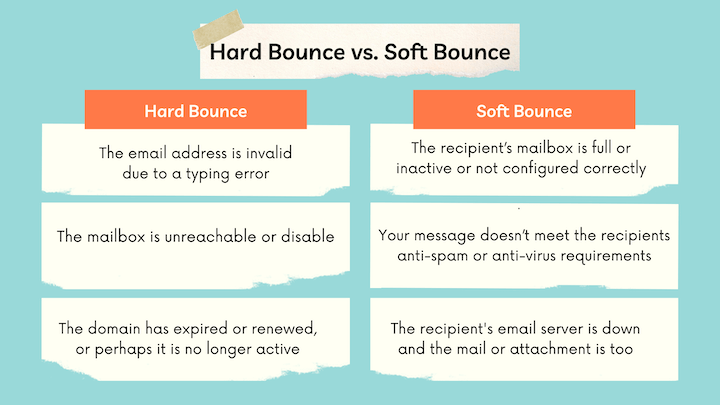 Hard Bounce vs. Soft Bounce
Hard Bounce
The email address is invalid
due to a typing error
The mailbox is unreachable or disable
The domain has expired or renewed,
or perhaps it is no longer active
Soft Bounce
The recipient’s mailbox is full or
inactive or not configured correctly
Your message doesn’t meet the recipients
anti-spam or anti-virus requirements
The recipient's email server is down
and the mail or attachment is too